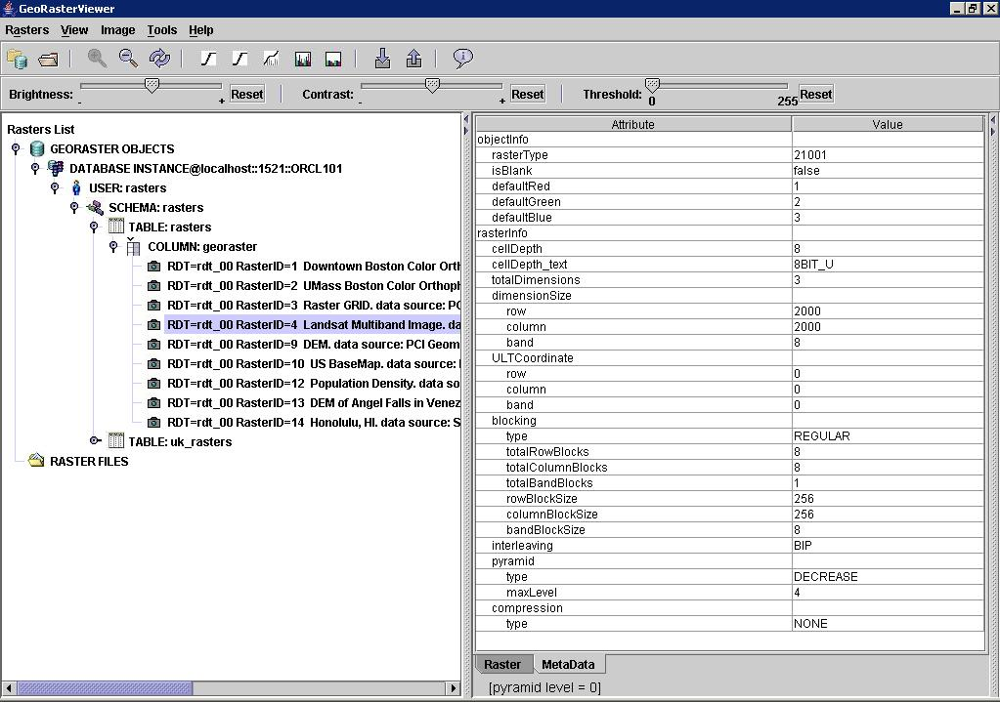 GeoRasterViewer
Rasters View Image Tools Help
Brightness: - + Reset Contrast: - + Reset Threshold: 0 255 Reset
Rasters List
GEORASTER OBJECTS
DATABASE INSTANCE@localhost::1521::ORCL101
USER: rasters
SCHEMA: rasters
TABLE: rasters
COLUMN: georaster
RDT=rdt_00 RasterID=1 Downtown Boston Color Orth
RDT=rdt_00 RasterID=2 UMass Boston Color Orthoph
RDT=rdt_00 RasterID=3 Raster GRID. data source: PC
RDT=rdt_00 RasterID=4 Landsat Multiband Image. da
RDT=rdt_00 RasterID=9 DEM. data source: PCI Geom
RDT=rdt_00 RasterID=10 US BaseMap. data source:
RDT=rdt_00 RasterID=12 Population Density. data so
RDT=rdt_00 RasterID=13 DEM of Angel Falls in Venez
RDT=rdt_00 RasterID=14 Honolulu, HI. data source: S
TABLE: uk_rasters
RASTER FILES
Attribute Value
objectInfo
rasterType 21001
isBlank false
defaultRed 1
defaultGreen 2
defaultBlue 3
rasterInfo
cellDepth 8
cellDepth_text 8BIT_U
totalDimensions 3
dimensionSize
row 2000
column 2000
band 8
ULTCoordinate
row 0
column 0
band 0
blocking
type REGULAR
totalRowBlocks 8
totalColumnBlocks 8
totalBandBlocks 1
rowBlockSize 256
columnBlockSize 256
bandBlockSize 8
interleaving BIP
pyramid
type DECREASE
maxLevel 4
compression
type NONE
Raster MetaData
[pyramid level = 0]